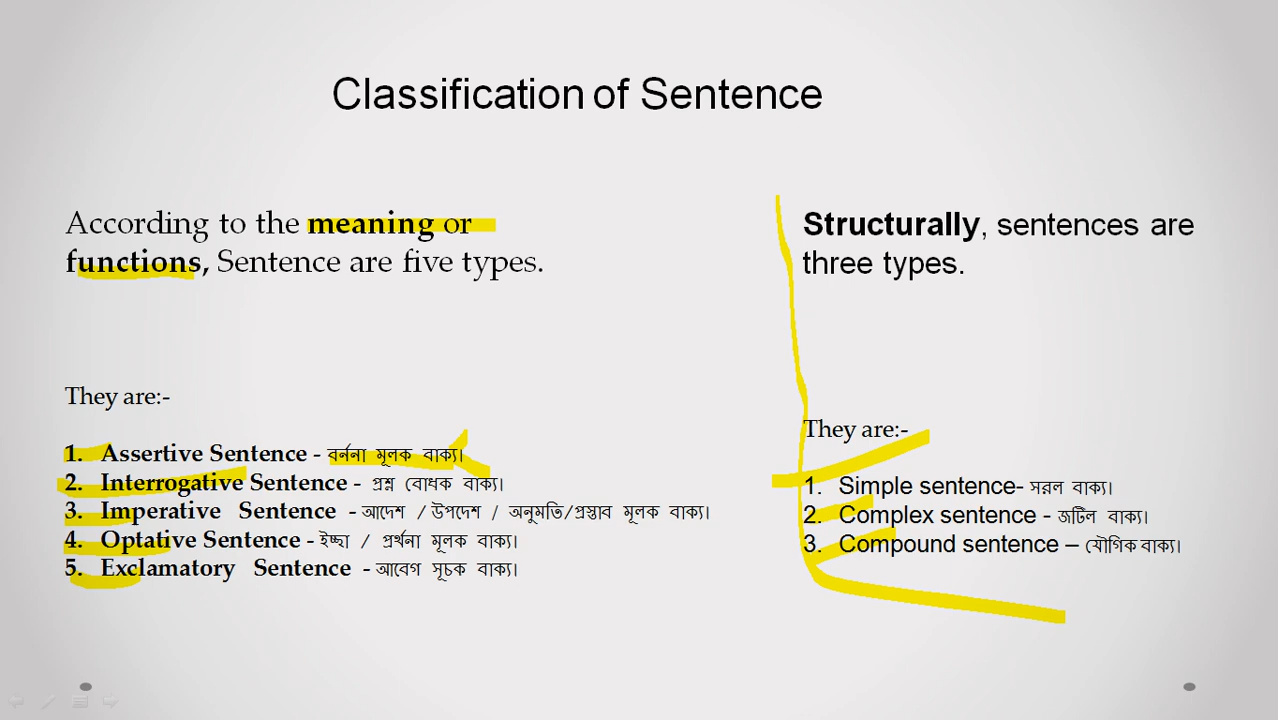 Classification of Sentence
According to the meaning or
functions, Sentence are five types.
They are:-
1. Assertive Sentence - বর্ননা মূলক বাক্য।
2. Interrogative Sentence - প্রশ্ন বোধক বাক্য।
3. Imperative Sentence - আদেশ / উপদেশ / অনুমতি/প্রস্তাব মূলক বাক্য।
4. Optative Sentence - ইচ্ছা / প্রর্থনা মূলক বাক্য।
5. Exclamatory Sentence - আবেগ সূচক বাক্য।
Structurally, sentences are
three types.
They are:-
1. Simple sentence- সরল বাক্য।
2. Complex sentence - জটিল বাক্য।
3. Compound sentence – যৌগিক বাক্য।